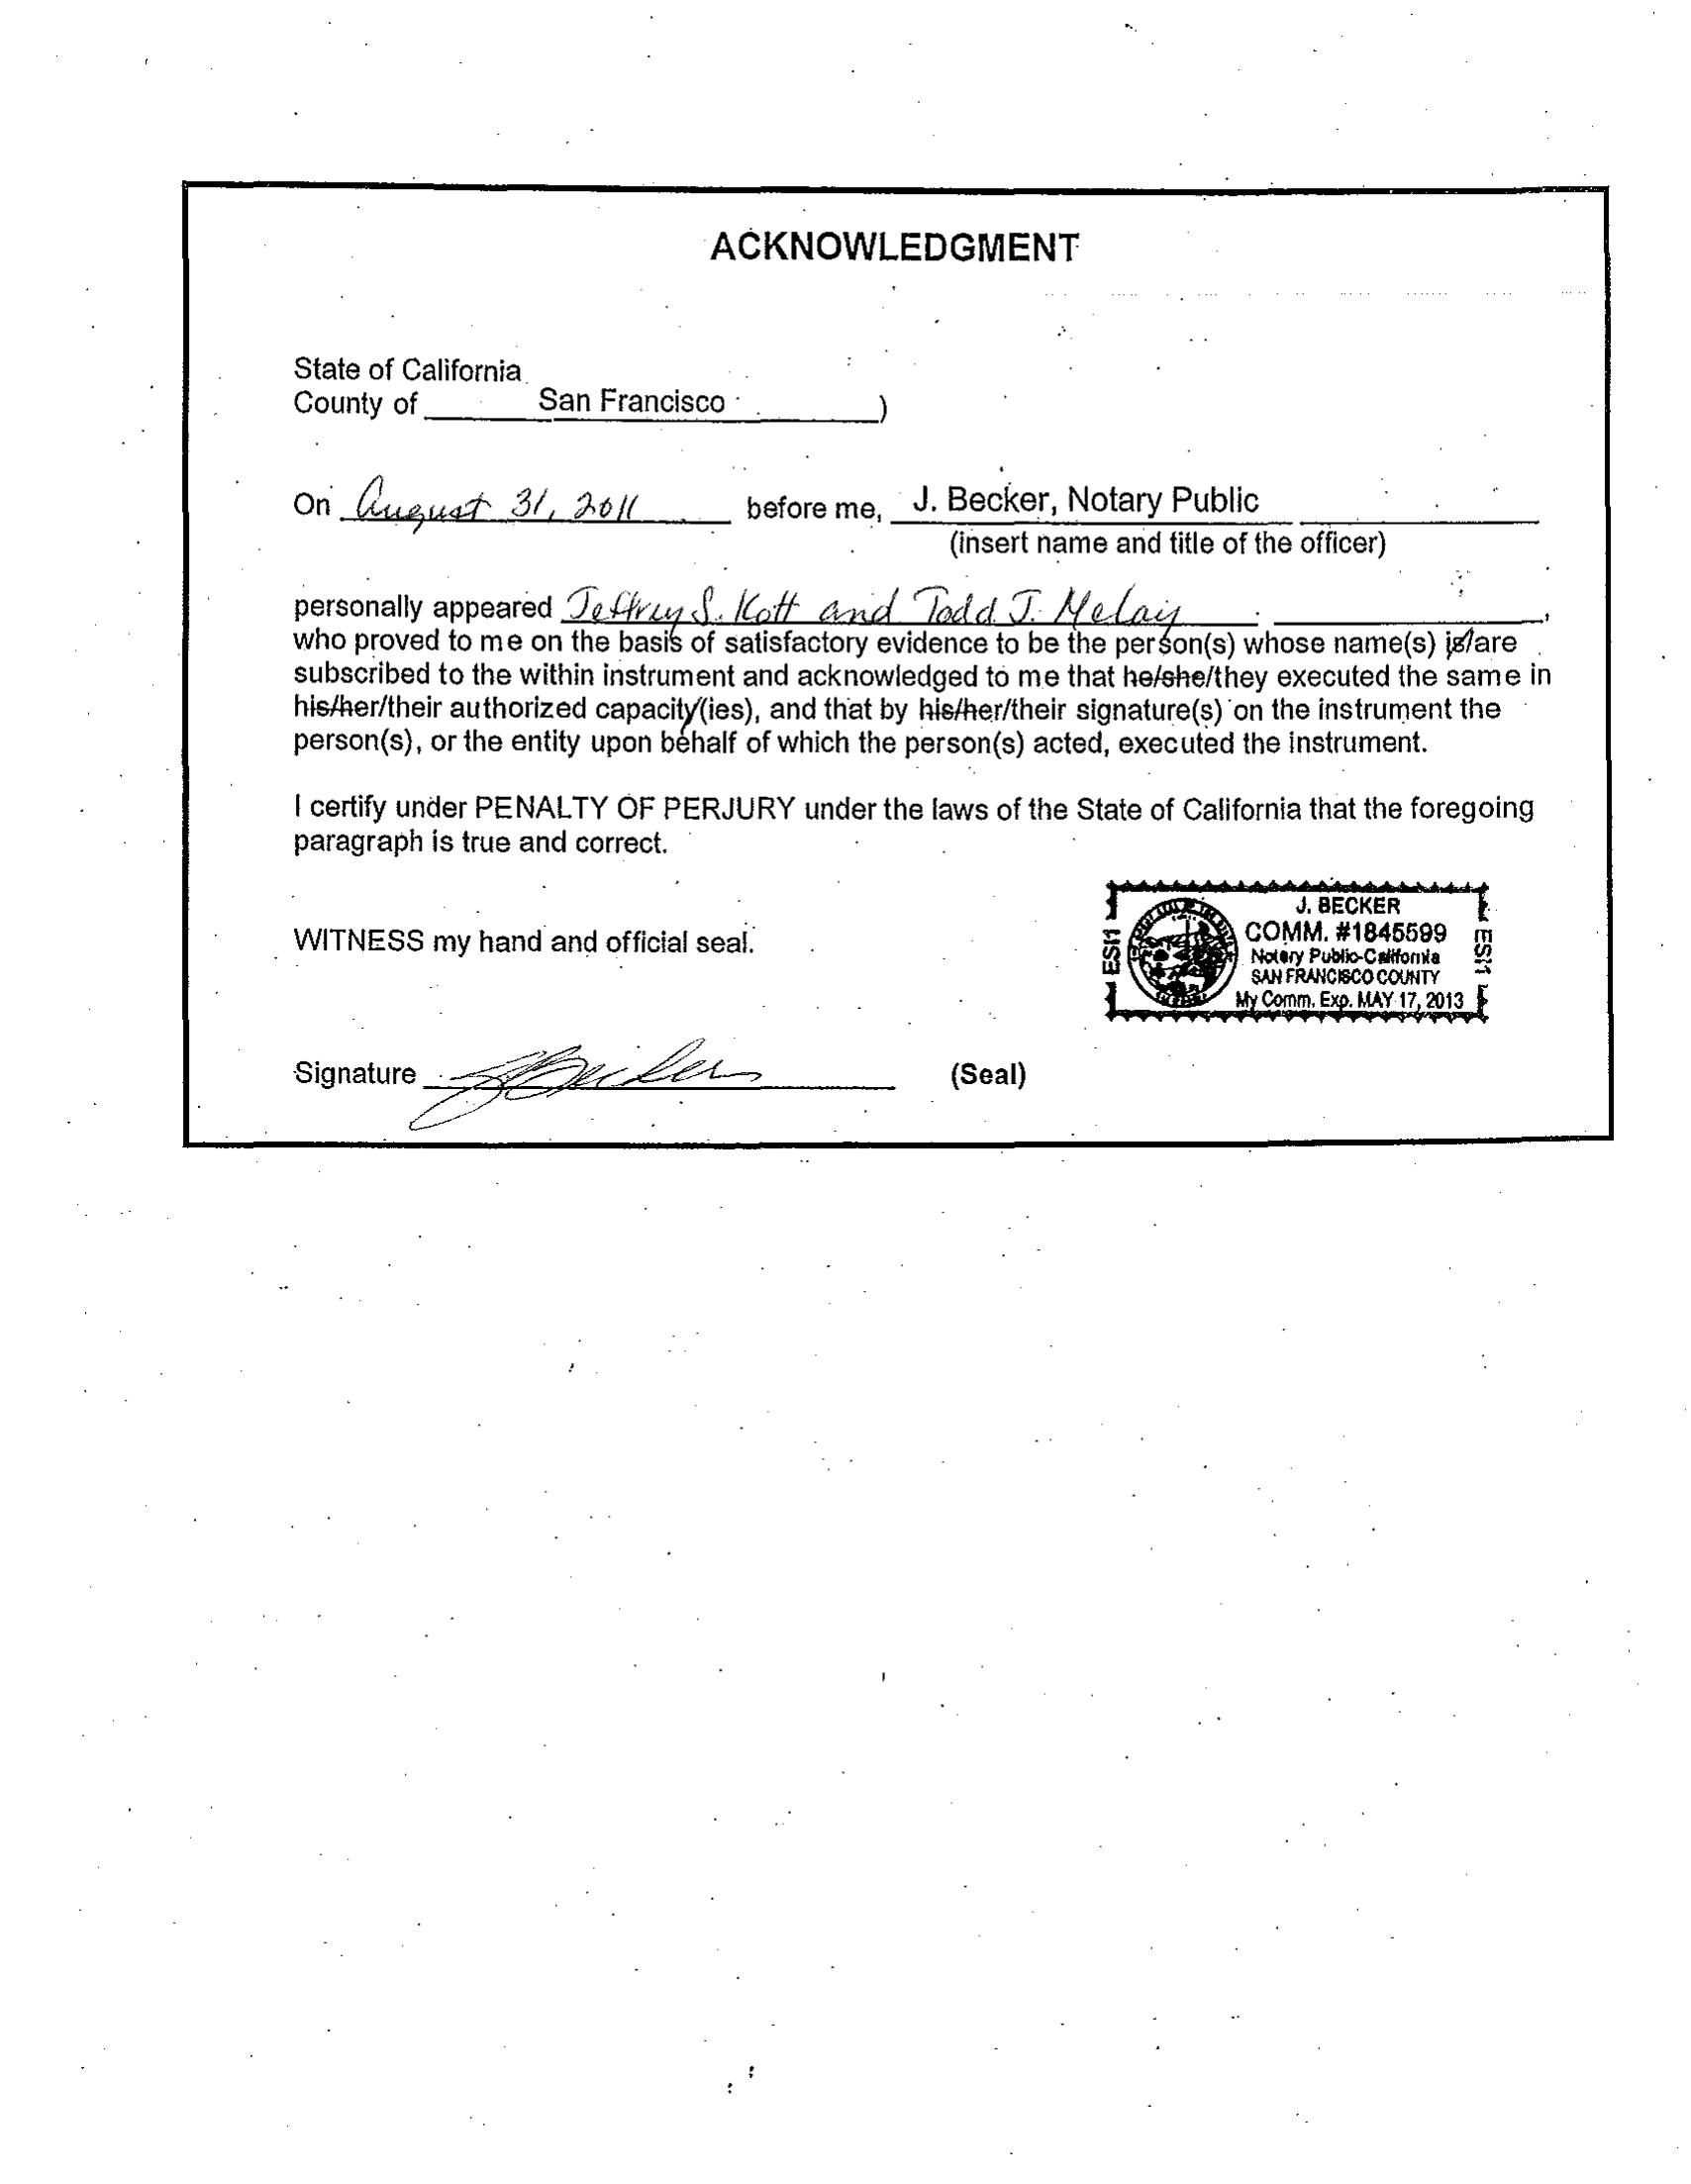 ACKNOWLEDGMENT
State of California
County of San Francisco )
On August 31, 2011 before me, J. Becker, Notary Public
(insert name and title of the officer)
personally appeared Jeffrey S. Kott and Todd J. Melay,
who proved to me on the basis of satisfactory evidence to be the person(s) whose name(s) is/are
subscribed to the within instrument and acknowledged to me that he/she/they executed the same in
his/her/their authorized capacity(ies), and that by his/her/their signature(s) on the instrument the
person(s), or the entity upon behalf of which the person(s) acted, executed the instrument.
I certify under PENALTY OF PERJURY under the laws of the State of California that the foregoing
paragraph is true and correct.
WITNESS my hand and official seal.
J. BECKER
COMM. #1845599
Notary Public-California
SAN FRANCISCO COUNTY
My Comm. Exp. MAY 17, 2013
ESI1
ESI1
Signature J Becker (Seal)